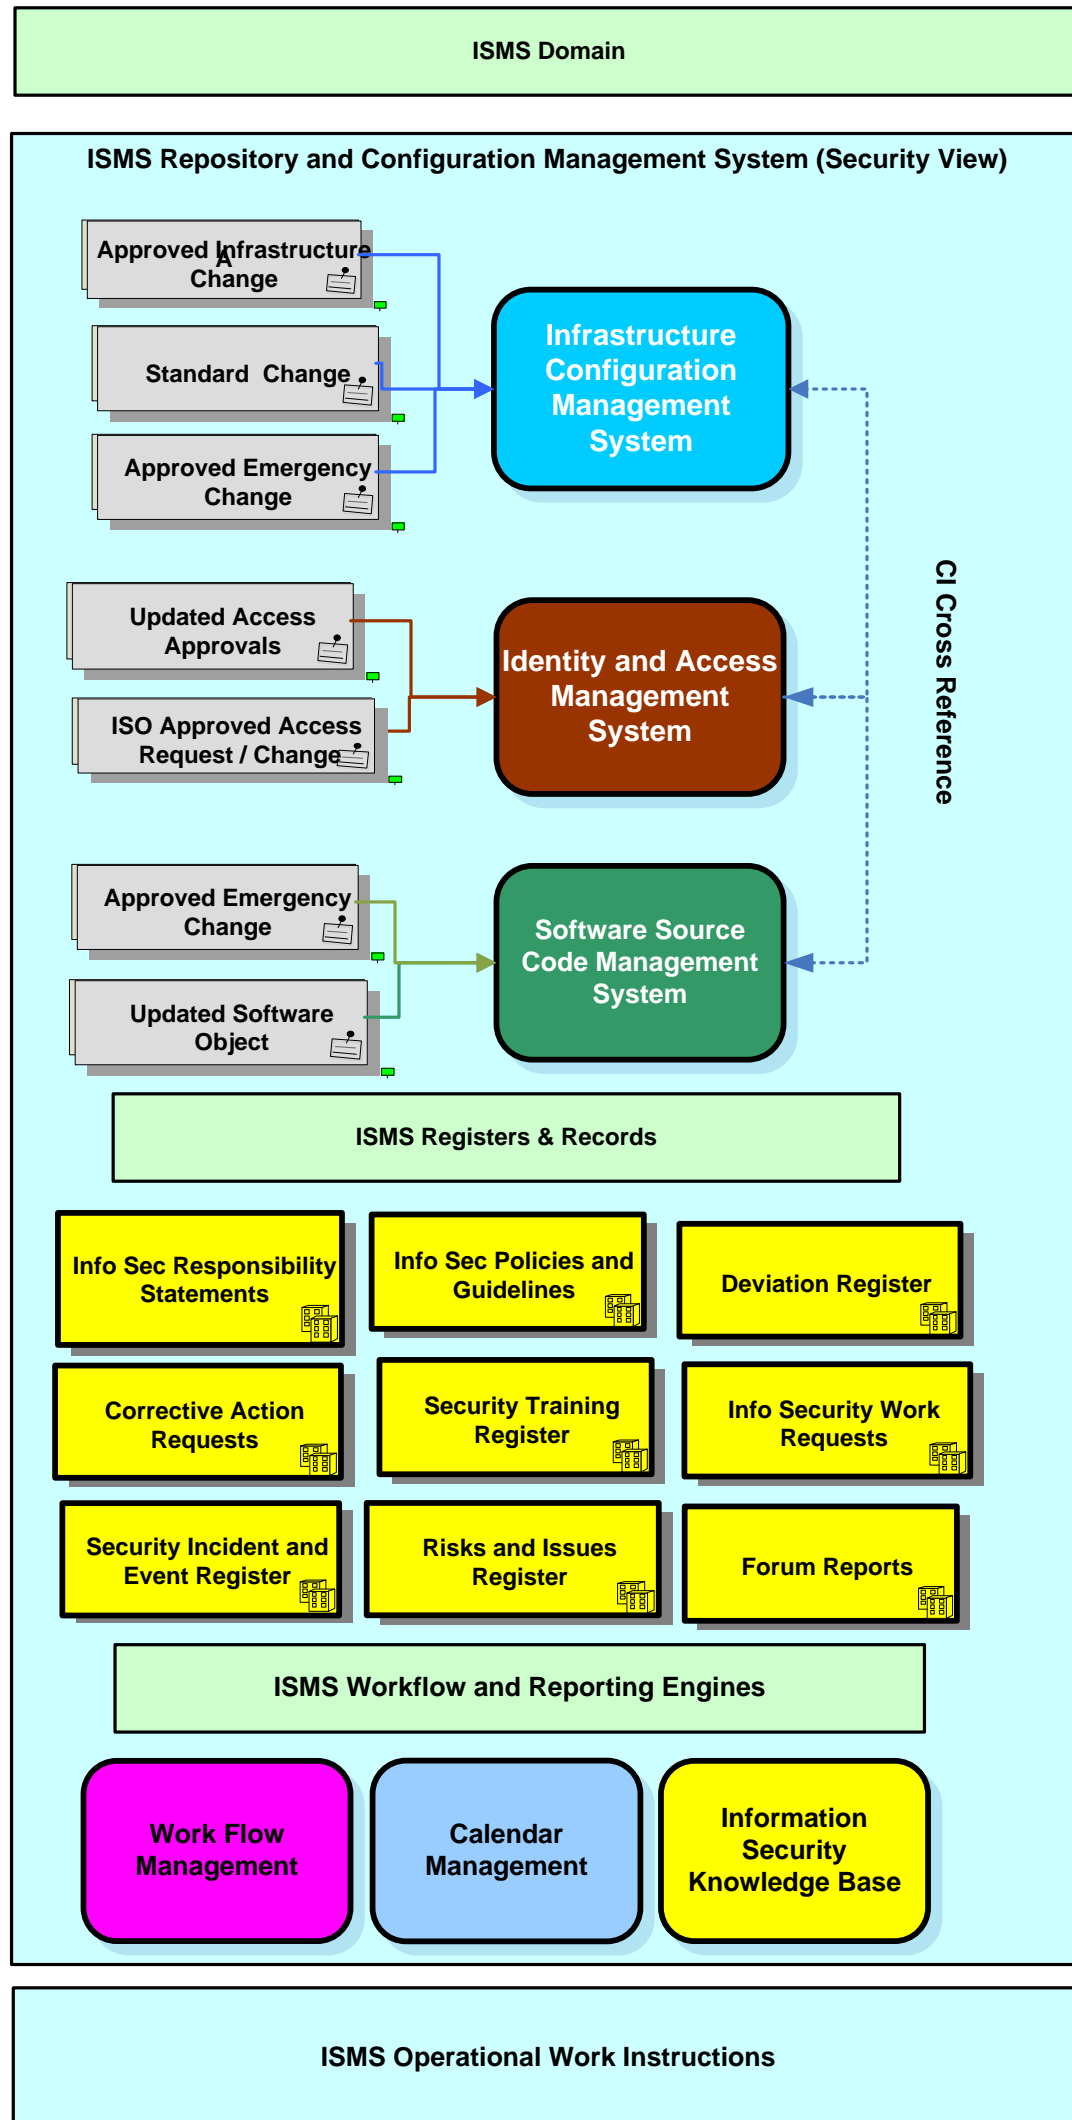 ISMS Domain
ISMS Repository and Configuration Management System (Security View)
Approved Infrastructure
A
Change
Standard Change
Approved Emergency
Change
Infrastructure
Configuration
Management
System
Updated Access
Approvals
ISO Approved Access
Request / Change
Identity and Access
Management
System
CI Cross Reference
Approved Emergency
Change
Updated Software
Object
Software Source
Code Management
System
ISMS Registers & Records
Info Sec Responsibility
Statements
Info Sec Policies and
Guidelines
Deviation Register
Corrective Action
Requests
Security Training
Register
Info Security Work
Requests
Security Incident and
Event Register
Risks and Issues
Register
Forum Reports
ISMS Workflow and Reporting Engines
Work Flow
Management
Calendar
Management
Information
Security
Knowledge Base
ISMS Operational Work Instructions